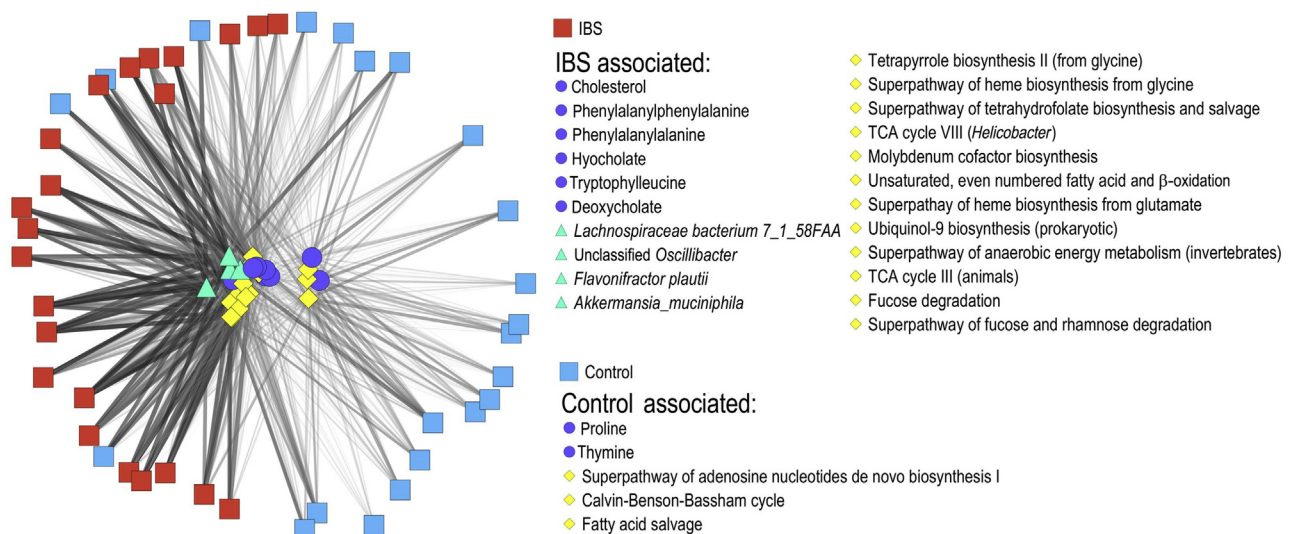 IBS
IBS associated:
Cholesterol
Phenylalanylphenylalanine
Phenylalanylalanine
Hyocholate
Tryptophylleucine
Deoxycholate
Lachnospiraceae bacterium 7_1_58FAA
Unclassified Oscillibacter
Flavonifractor plautii
Akkermansia_muciniphila
Tetrapyrrole biosynthesis II (from glycine)
Superpathway of heme biosynthesis from glycine
Superpathway of tetrahydrofolate biosynthesis and salvage
TCA cycle VIII (Helicobacter)
Molybdenum cofactor biosynthesis
Unsaturated, even numbered fatty acid and β-oxidation
Superpathay of heme biosynthesis from glutamate
Ubiquinol-9 biosynthesis (prokaryotic)
Superpathway of anaerobic energy metabolism (invertebrates)
TCA cycle III (animals)
Fucose degradation
Superpathway of fucose and rhamnose degradation
Control
Control associated:
Proline
Thymine
Superpathway of adenosine nucleotides de novo biosynthesis I
Calvin-Benson-Bassham cycle
Fatty acid salvage